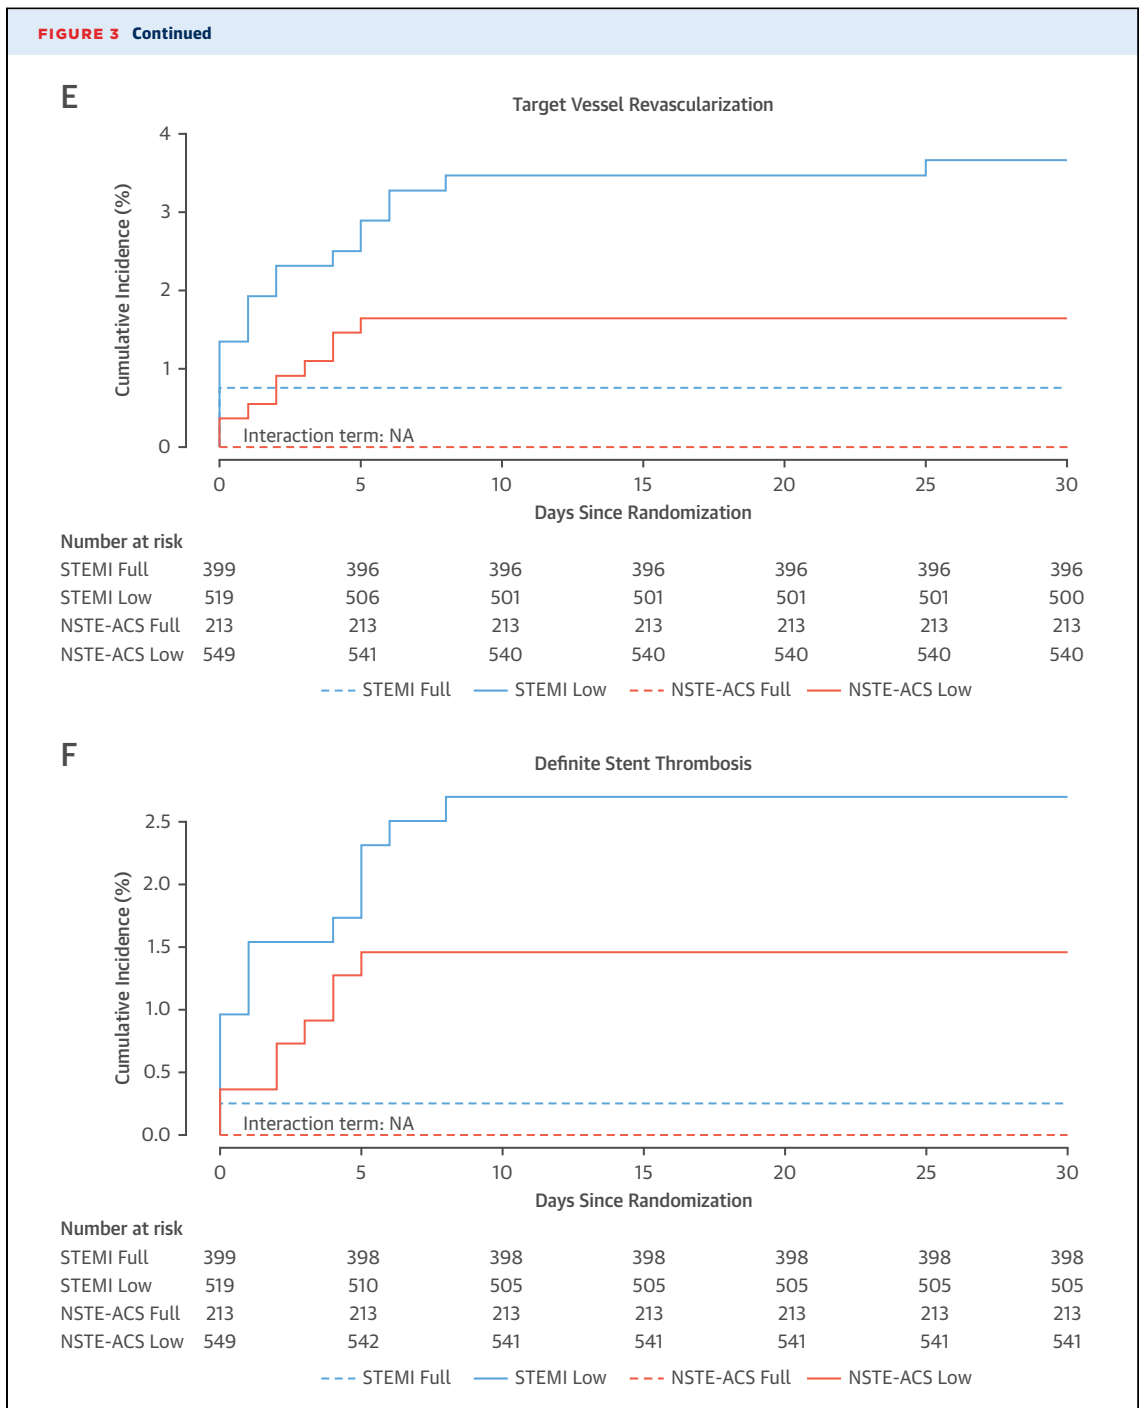 FIGURE 3 Continued
E
Target Vessel Revascularization
Cumulative Incidence (%)
4
3
2
1
0
Interaction term: NA
0 5 10 15 20 25 30
Days Since Randomization
Number at risk
STEMI Full 399 396 396 396 396 396 396
STEMI Low 519 506 501 501 501 501 500
NSTE-ACS Full 213 213 213 213 213 213 213
NSTE-ACS Low 549 541 540 540 540 540 540
STEMI Full STEMI Low NSTE-ACS Full NSTE-ACS Low
F
Definite Stent Thrombosis
Cumulative Incidence (%)
2.5
2.0
1.5
1.0
0.5
0.0
Interaction term: NA
0 5 10 15 20 25 30
Days Since Randomization
Number at risk
STEMI Full 399 398 398 398 398 398 398
STEMI Low 519 510 505 505 505 505 505
NSTE-ACS Full 213 213 213 213 213 213 213
NSTE-ACS Low 549 542 541 541 541 541 541
STEMI Full STEMI Low NSTE-ACS Full NSTE-ACS Low